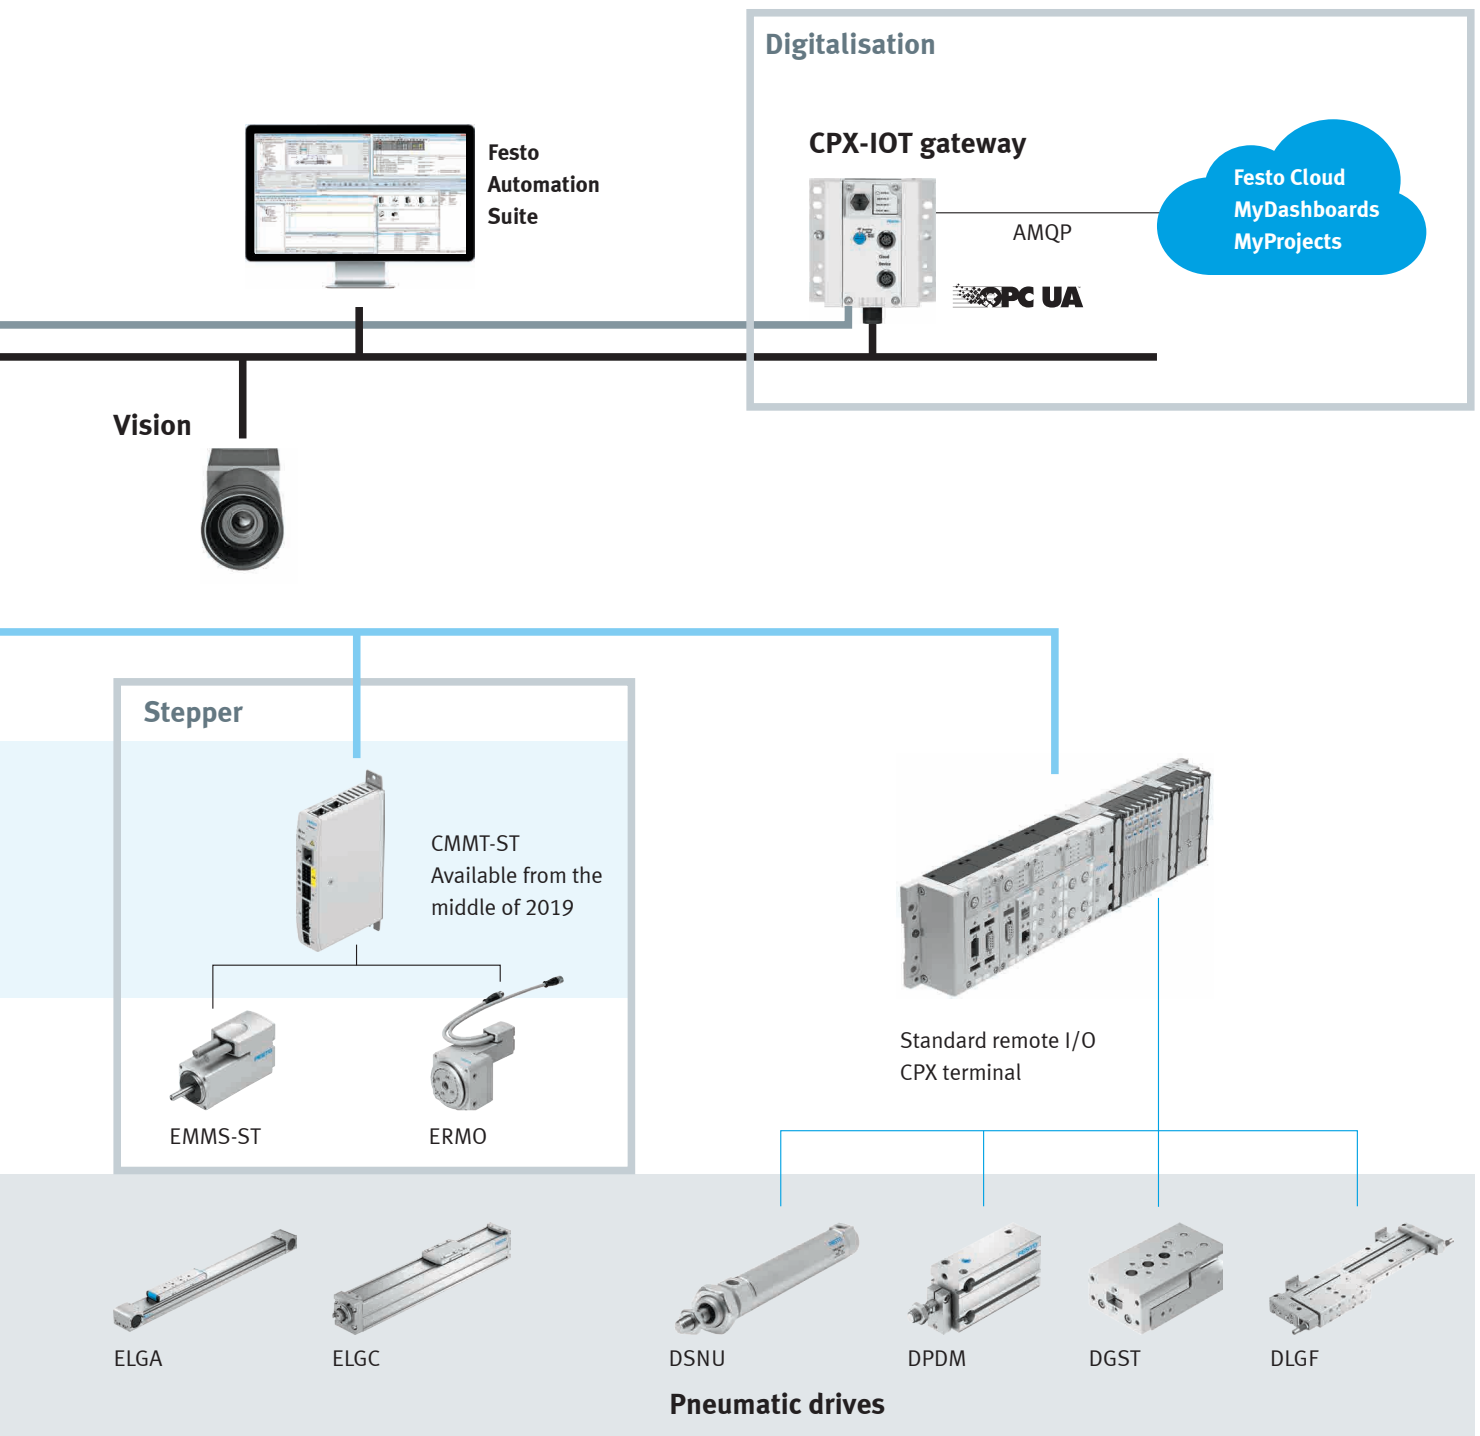 Digitalisation
CPX-IOT gateway
Festo
Automation
Suite
Festo Cloud
MyDashboards
MyProjects
AMQP
OPC UA
Vision
Stepper
CMMT-ST
Available from the
middle of 2019
Standard remote I/O
CPX terminal
EMMS-ST
ERMO
ELGA
ELGC
DSNU
DPDM
DGST
DLGF
Pneumatic drives